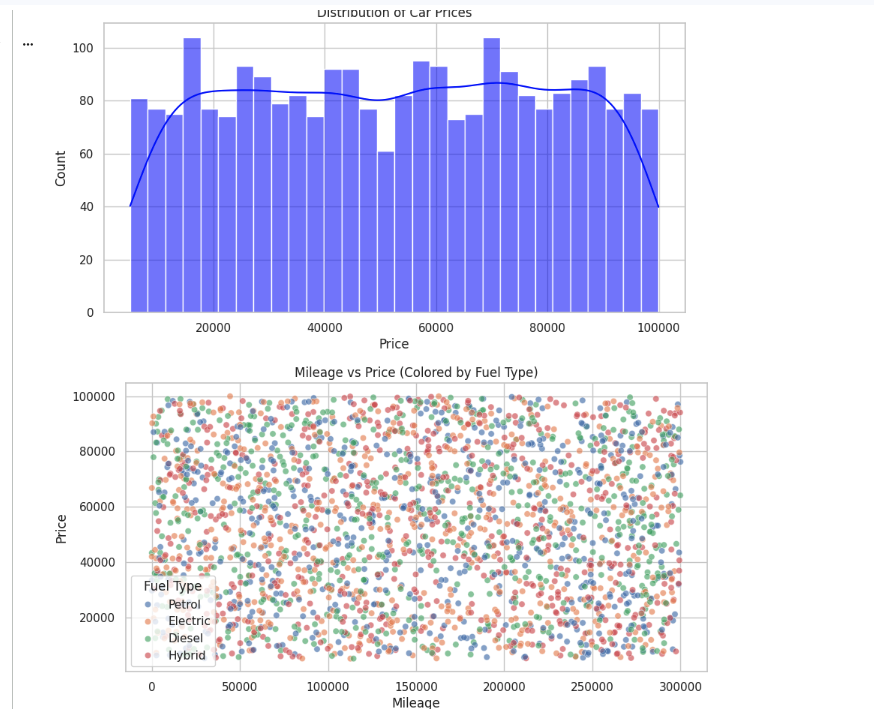 Distribution of Car Prices
...
100
80
60
40
20
0
Count
20000 40000 60000 80000 100000
Price
Mileage vs Price (Colored by Fuel Type)
100000
80000
60000
40000
20000
Price
Fuel Type
Petrol
Electric
Diesel
Hybrid
0 50000 100000 150000 200000 250000 300000
Mileage